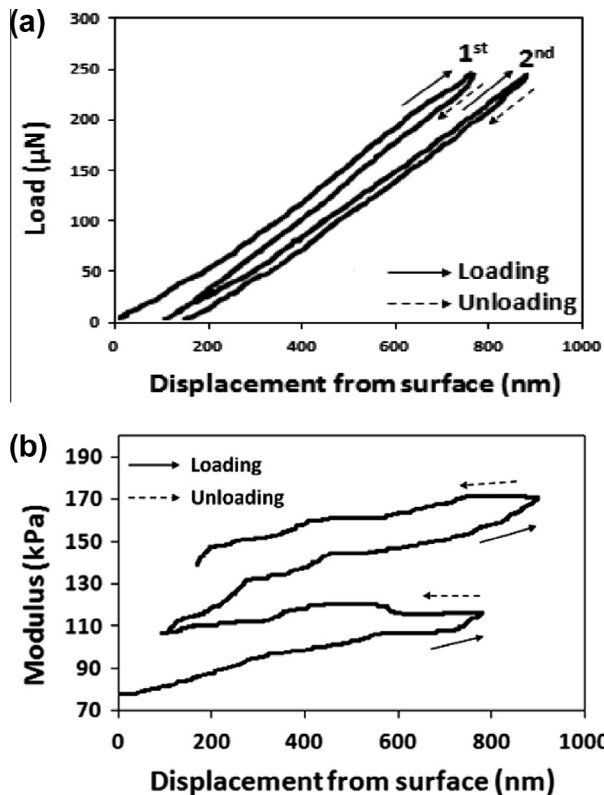 (a)
300
250
200
150
100
50
0
Load (µN)
1st
2nd
Loading
Unloading
0 200 400 600 800 1000
Displacement from surface (nm)
(b)
190
170
150
130
110
90
70
Modulus (kPa)
Loading
Unloading
0 200 400 600 800 1000
Displacement from surface (nm)